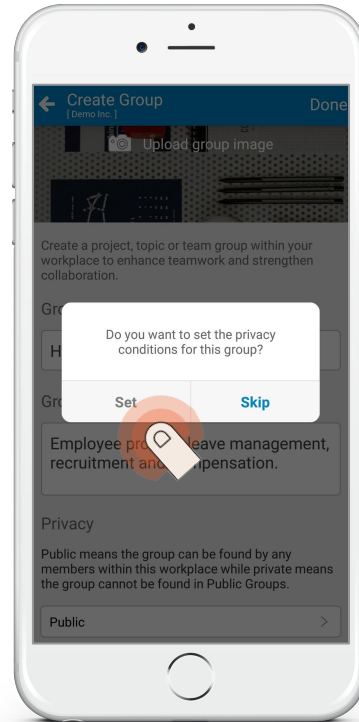 Create Group
Done
[ Demo Inc. ]
Upload group image
Create a project, topic or team group within your
workplace to enhance teamwork and strengthen
collaboration.
Do you want to set the privacy
conditions for this group?
Set
Skip
Employee leave management,
recruitment and
Privacy
Public means the group can be found by any
members within this workplace while private means
the group cannot be found in Public Groups.
Public